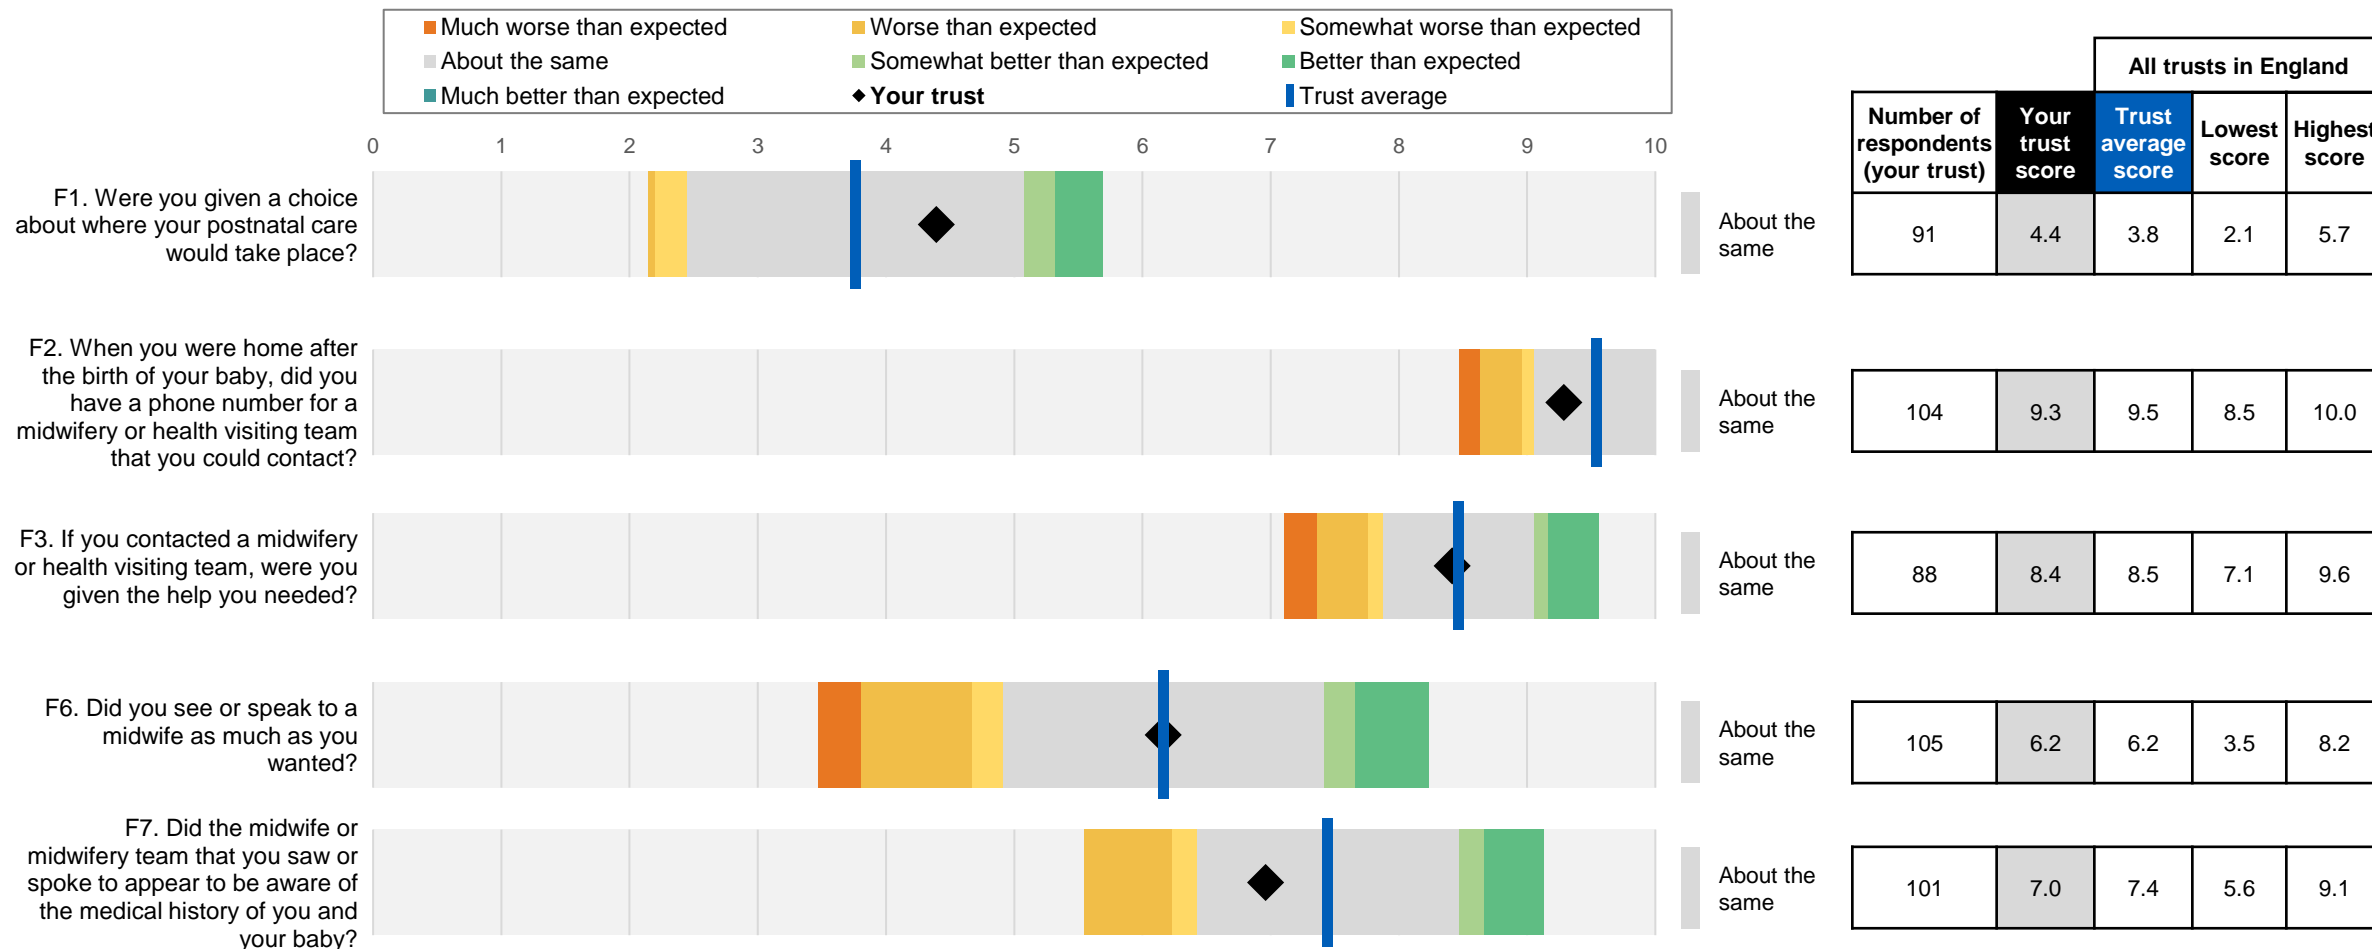 Much worse than expected
Worse than expected
Somewhat worse than expected
About the same
Somewhat better than expected
Better than expected
Much better than expected
Your trust
Trust average
All trusts in England
Number of
respondents
(your trust)
Your
trust
score
Trust
average
score
Lowest
score
Highest
score
0 1 2 3 4 5 6 7 8 9 10
F1. Were you given a choice
about where your postnatal care
would take place?
About the
same
91 4.4 3.8 2.1 5.7
F2. When you were home after
the birth of your baby, did you
have a phone number for a
midwifery or health visiting team
that you could contact?
About the
same
104 9.3 9.5 8.5 10.0
F3. If you contacted a midwifery
or health visiting team, were you
given the help you needed?
About the
same
88 8.4 8.5 7.1 9.6
F6. Did you see or speak to a
midwife as much as you
wanted?
About the
same
105 6.2 6.2 3.5 8.2
F7. Did the midwife or
midwifery team that you saw or
spoke to appear to be aware of
the medical history of you and
your baby?
About the
same
101 7.0 7.4 5.6 9.1